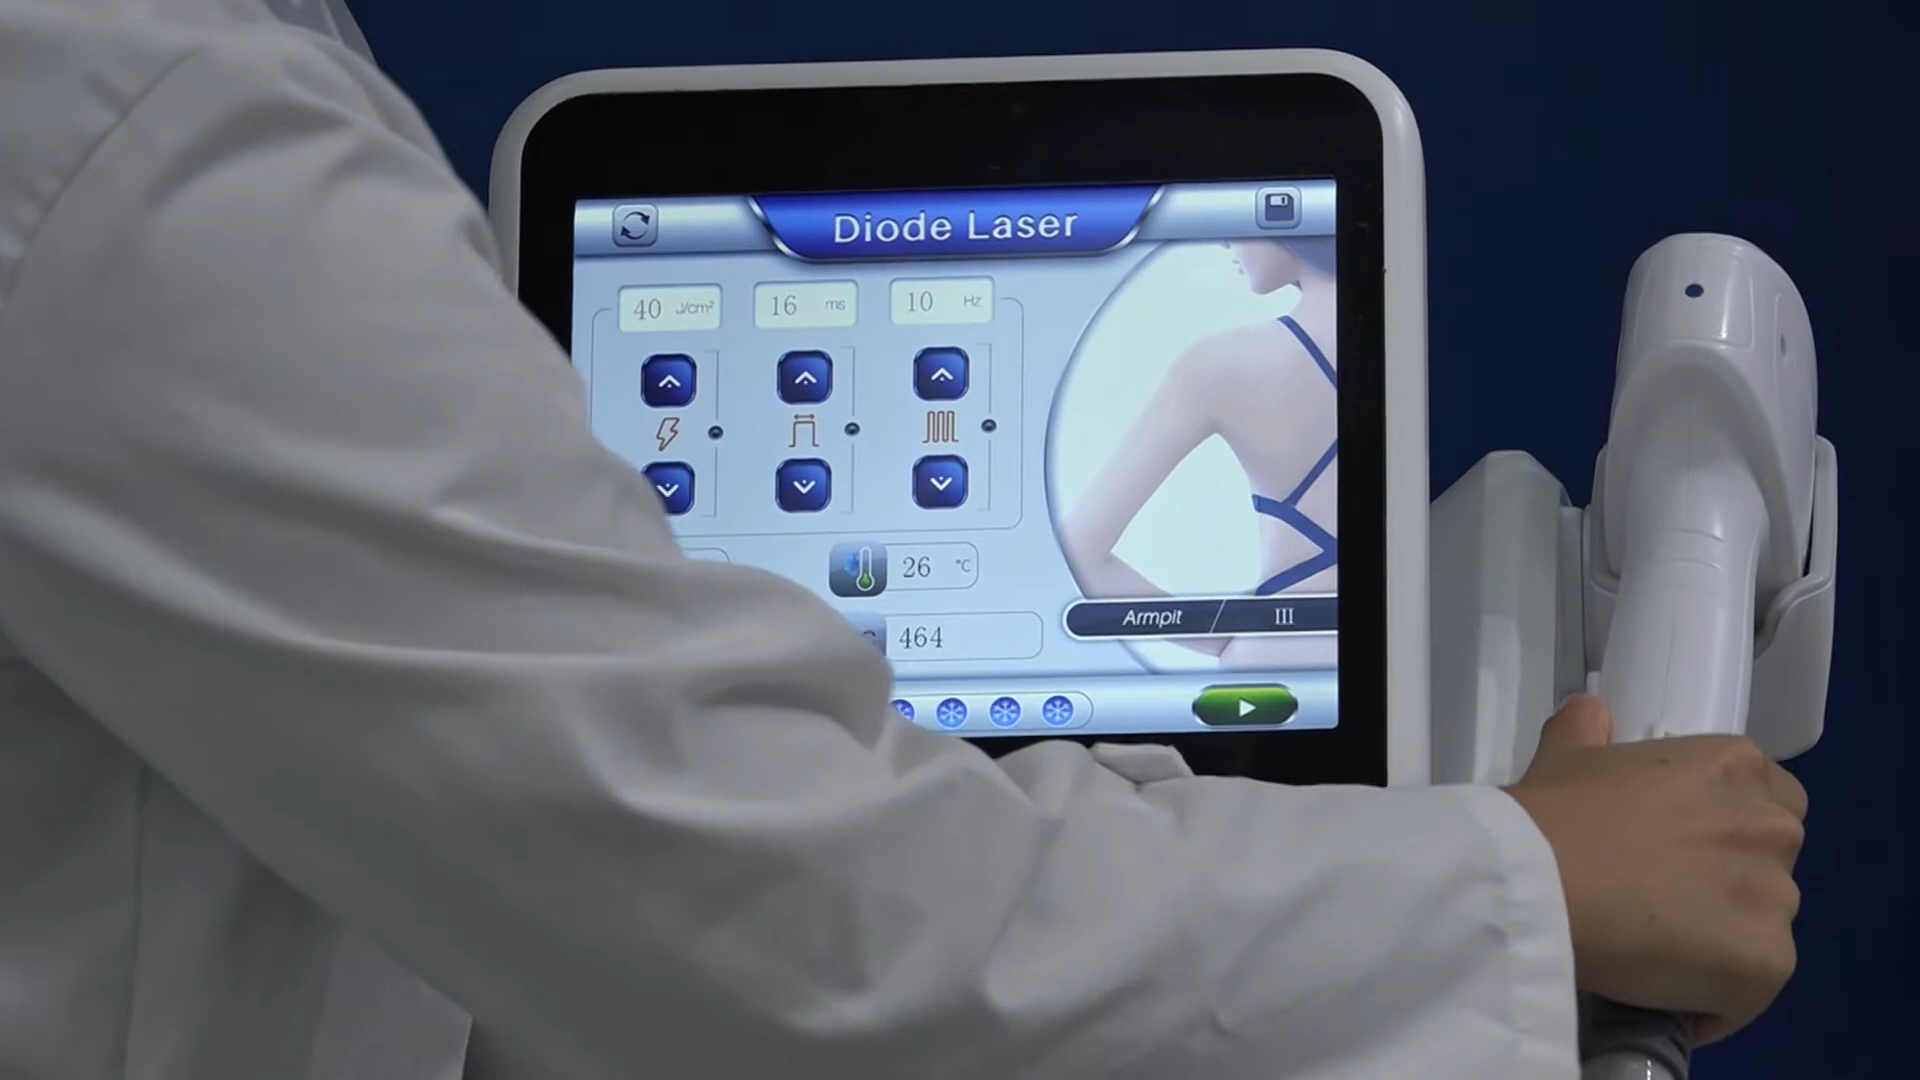 Diode Laser
40 J/cm²
16 ms
10 Hz
26 °C
464
Armpit / III